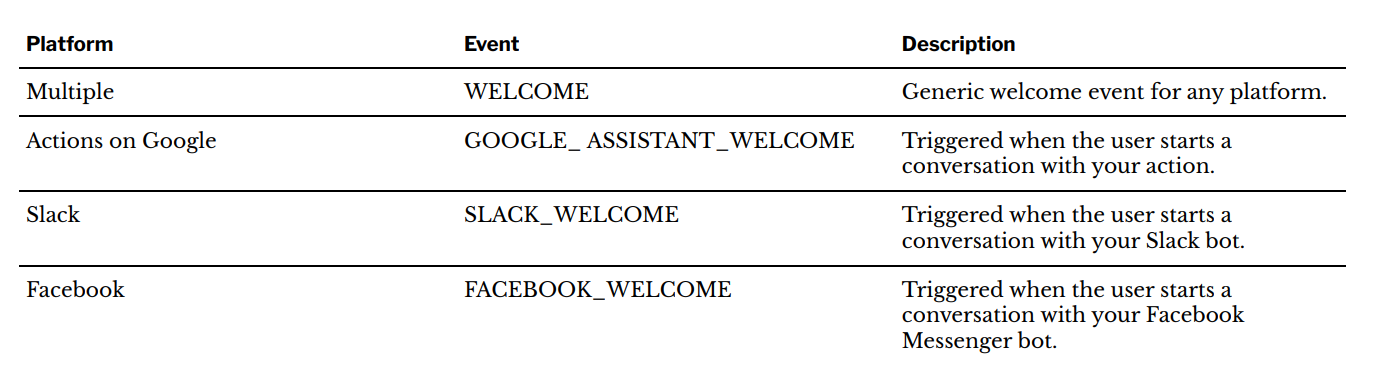 Platform Event Description
Multiple WELCOME Generic welcome event for any platform.
Actions on Google GOOGLE_ ASSISTANT_WELCOME Triggered when the user starts a
conversation with your action.
Slack SLACK_WELCOME Triggered when the user starts a
conversation with your Slack bot.
Facebook FACEBOOK_WELCOME Triggered when the user starts a
conversation with your Facebook
Messenger bot.